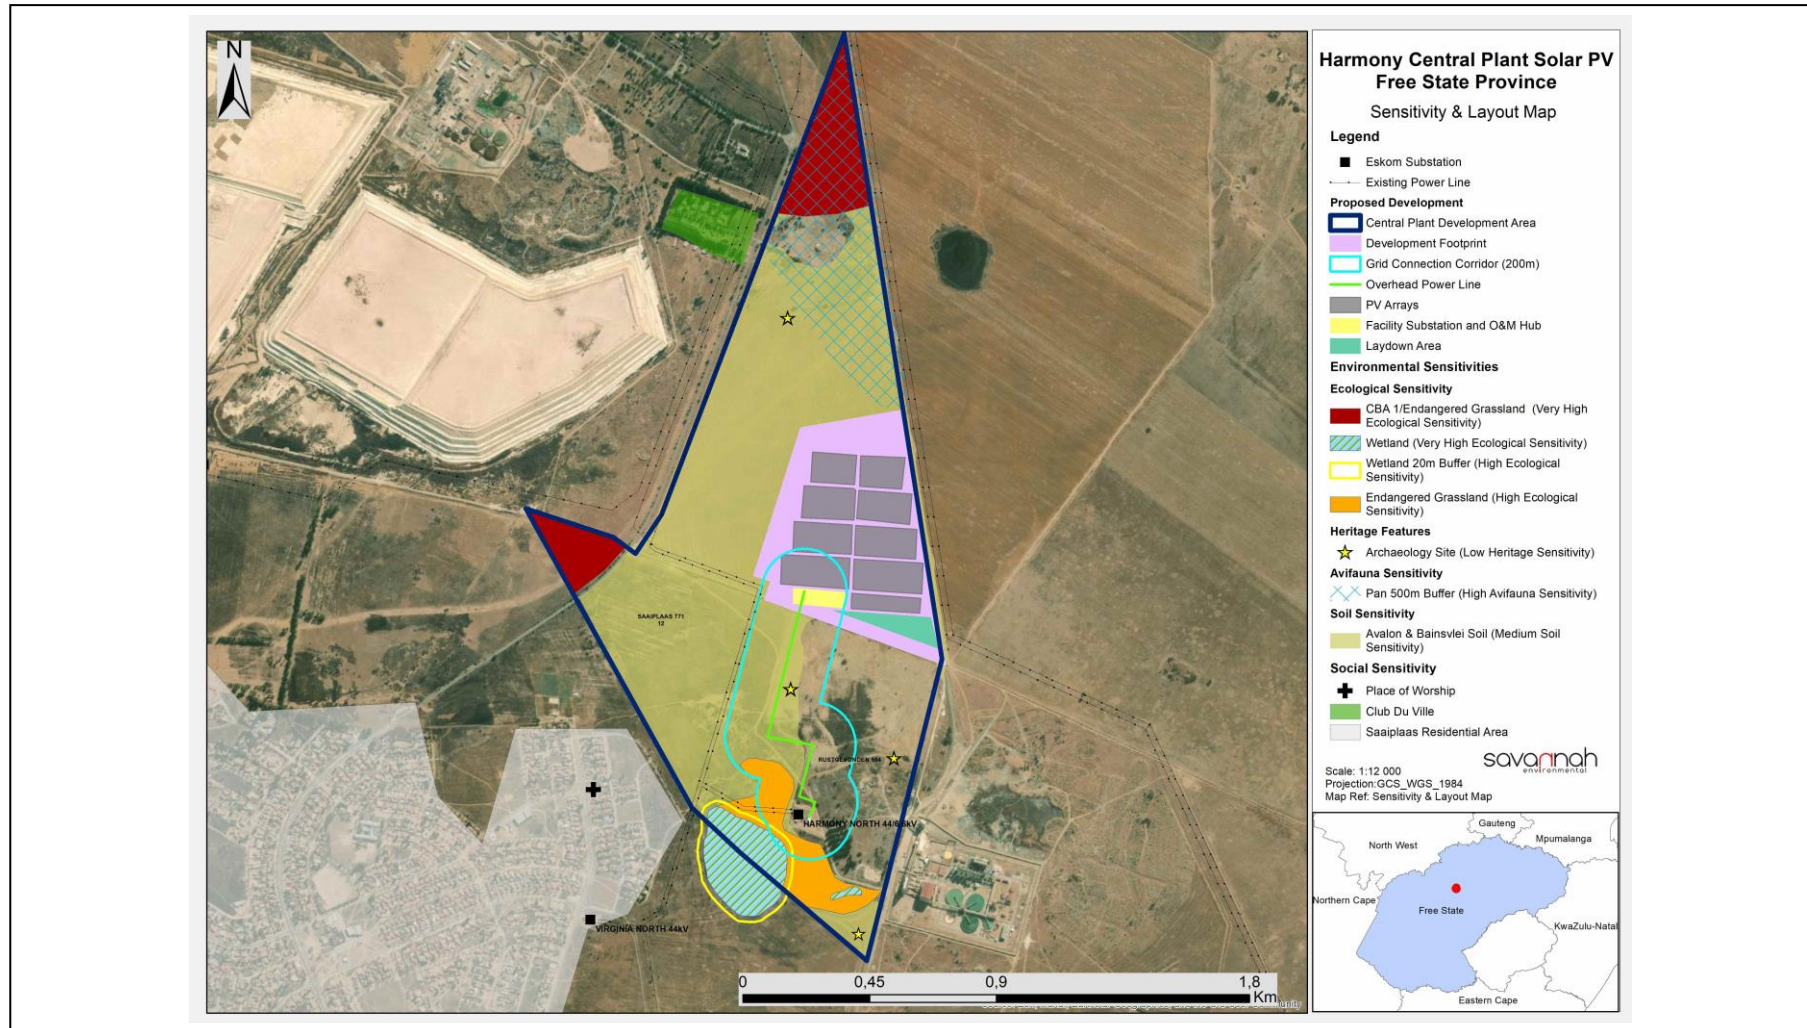 N
SAAIPLAAS 771
12
HARMONY NORTH 44/6.6kV
VIRGINIA NORTH 44kV
0
0,45
0,9
1,8
Km
Harmony Central Plant Solar PV
Free State Province
Sensitivity & Layout Map
Legend
Eskom Substation
Existing Power Line
Proposed Development
Central Plant Development Area
Development Footprint
Grid Connection Corridor (200m)
Overhead Power Line
PV Arrays
Facility Substation and O&M Hub
Laydown Area
Environmental Sensitivities
Ecological Sensitivity
CBA 1/Endangered Grassland (Very High
Ecological Sensitivity)
Wetland (Very High Ecological Sensitivity)
Wetland 20m Buffer (High Ecological
Sensitivity)
Endangered Grassland (High Ecological
Sensitivity)
Heritage Features
Archaeology Site (Low Heritage Sensitivity)
Avifauna Sensitivity
Pan 500m Buffer (High Avifauna Sensitivity)
Soil Sensitivity
Avalon & Bainsvlei Soil (Medium Soil
Sensitivity)
Social Sensitivity
Place of Worship
Club Du Ville
Saaiplaas Residential Area
savannah
environmental
Scale: 1:12 000
Projection:GCS_WGS_1984
Map Ref: Sensitivity & Layout Map
Gauteng
North West
Mpumalanga
Northern Cape
Free State
KwaZulu-Natal
Eastern Cape